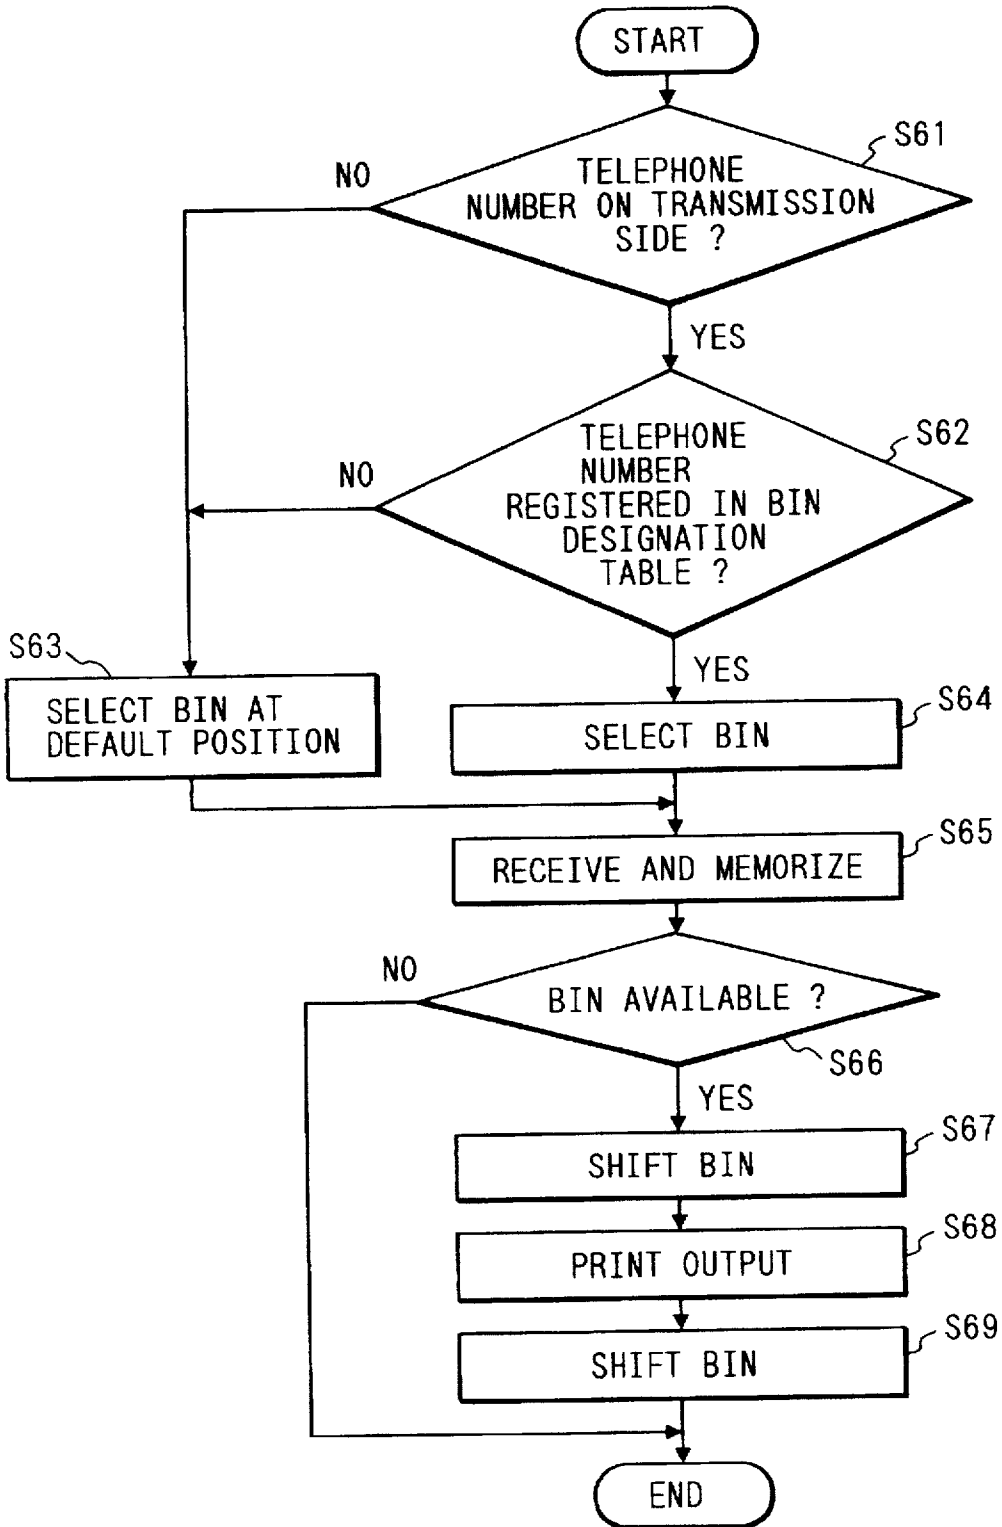 START
S61
NO
TELEPHONE
NUMBER ON TRANSMISSION
SIDE ?
YES
S62
NO
TELEPHONE
NUMBER
REGISTERED IN BIN
DESIGNATION
TABLE ?
S63
YES
SELECT BIN AT
DEFAULT POSITION
S64
SELECT BIN
S65
RECEIVE AND MEMORIZE
NO
BIN AVAILABLE ?
S66
YES
S67
SHIFT BIN
S68
PRINT OUTPUT
S69
SHIFT BIN
END